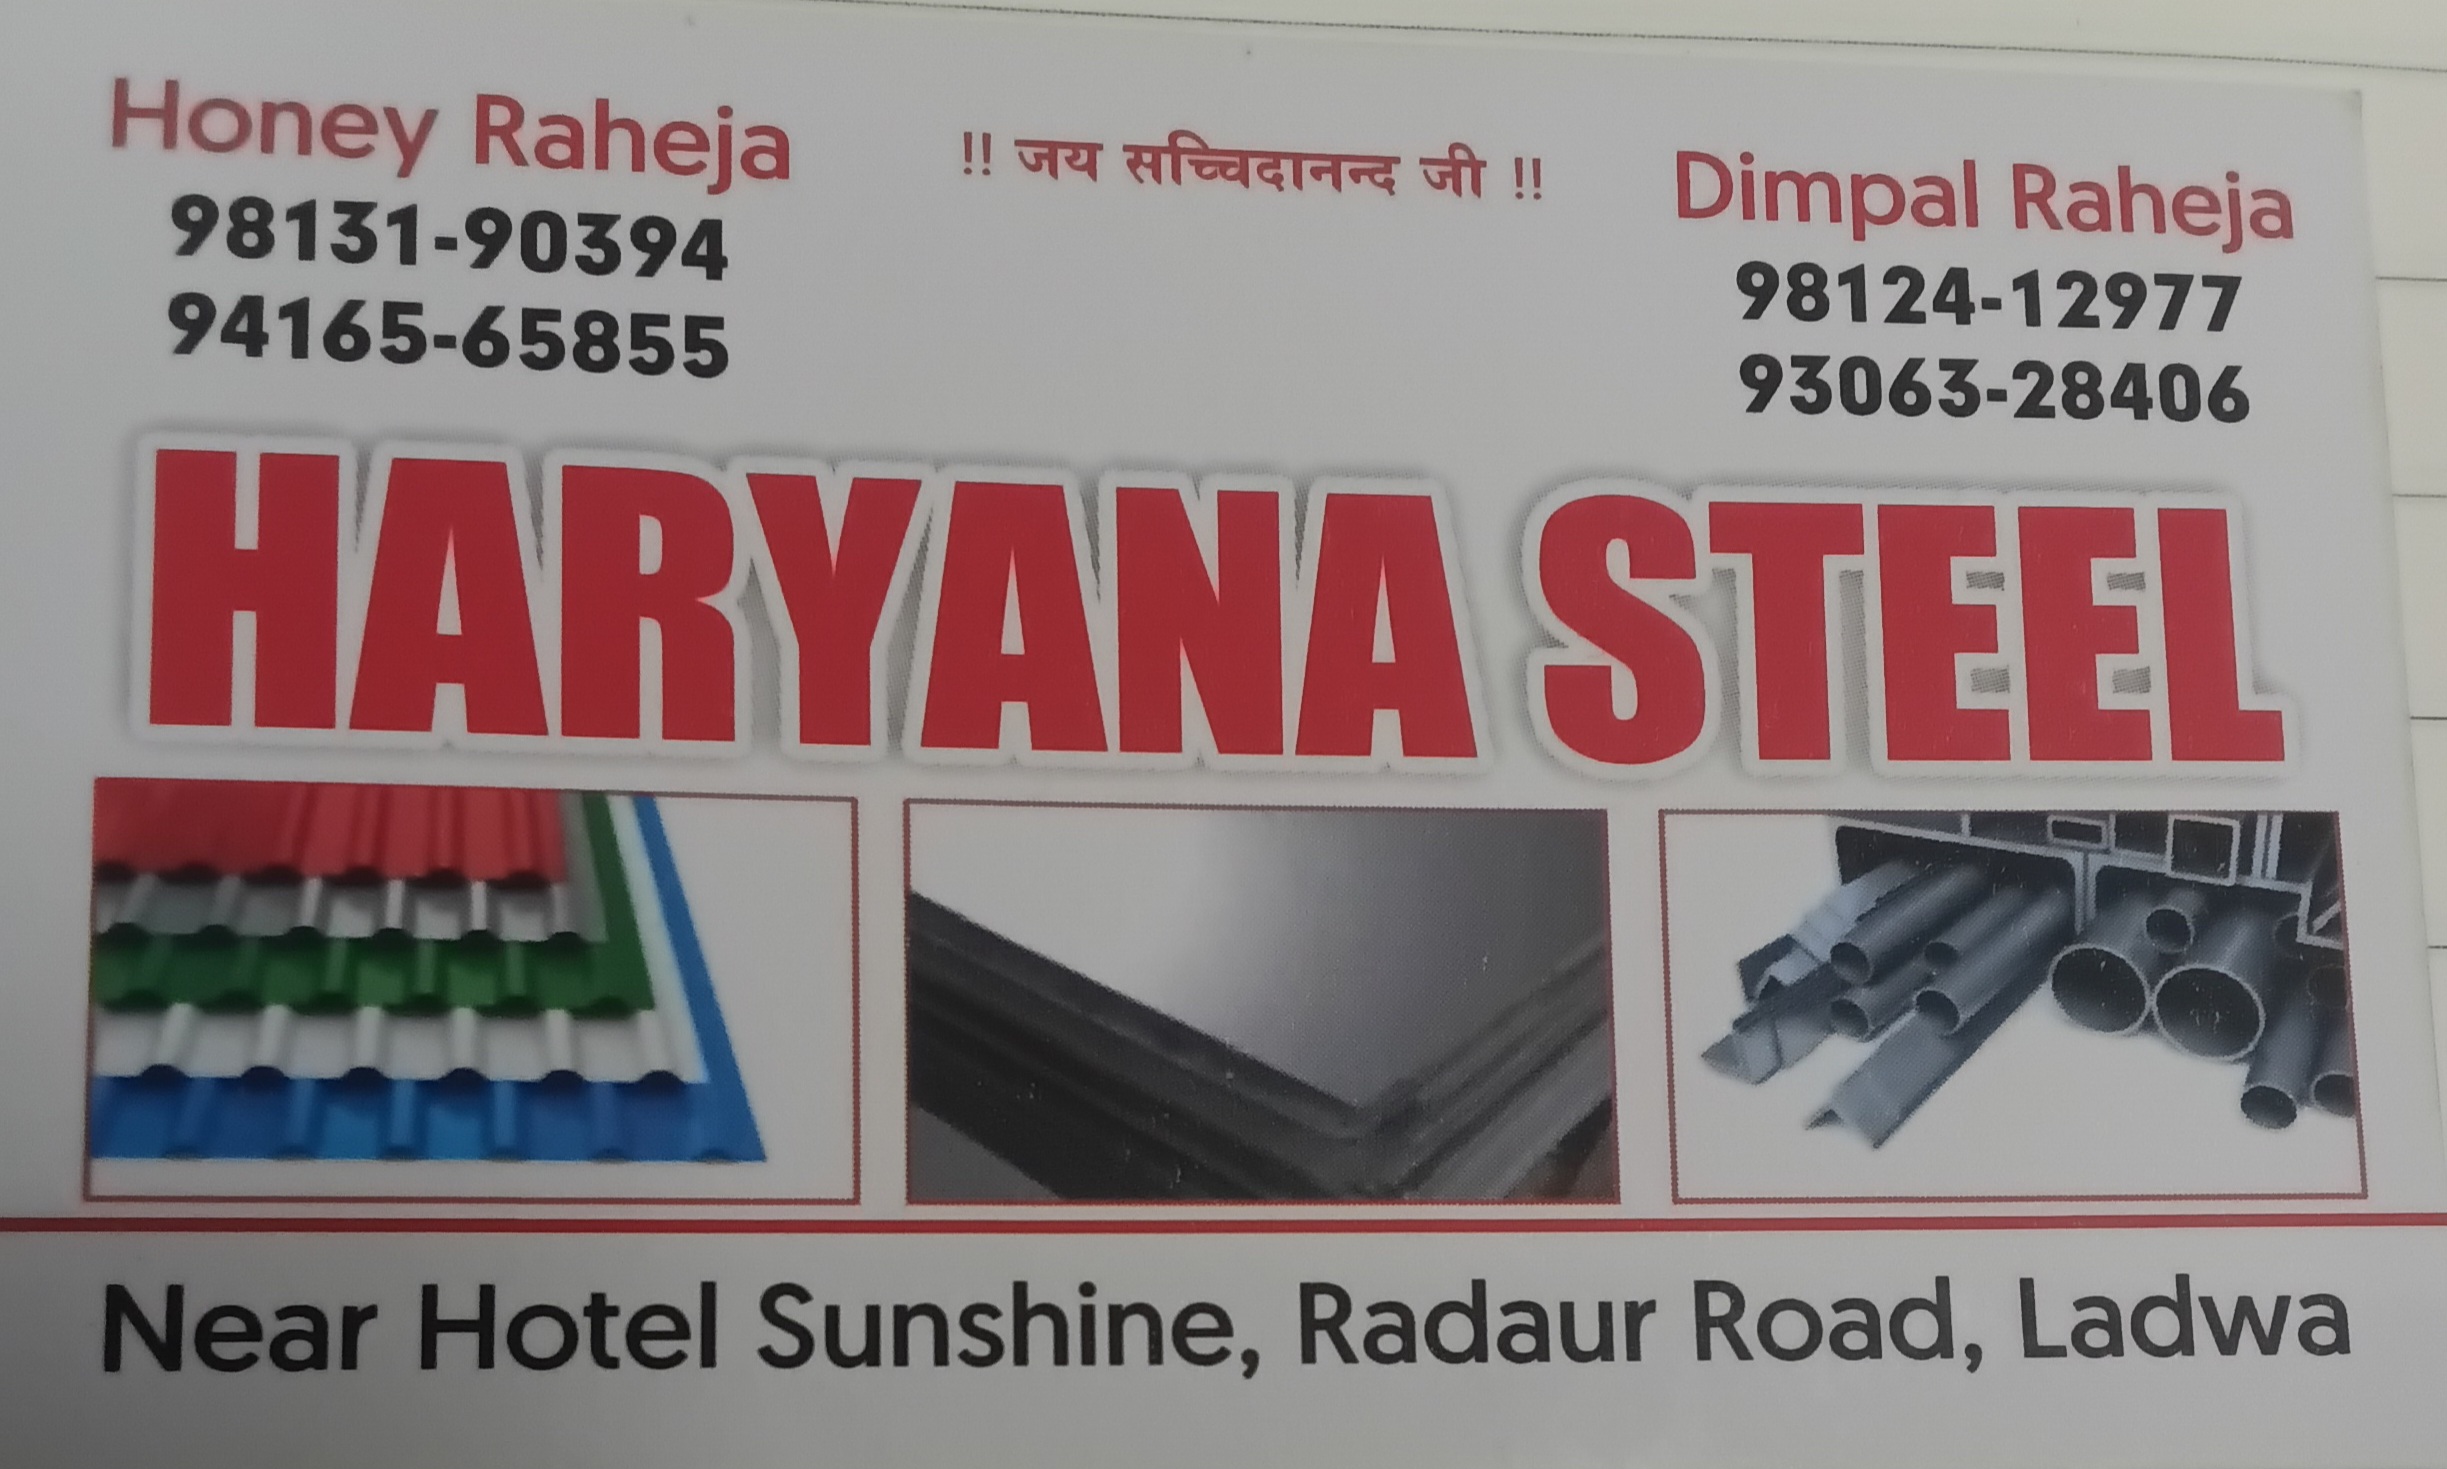 Honey Raheja
98131-90394
94165-65855
!! जय सच्चिदानन्द जी !!
Dimpal Raheja
98124-12977
93063-28406
HARYANA STEEL
Near Hotel Sunshine, Radaur Road, Ladwa